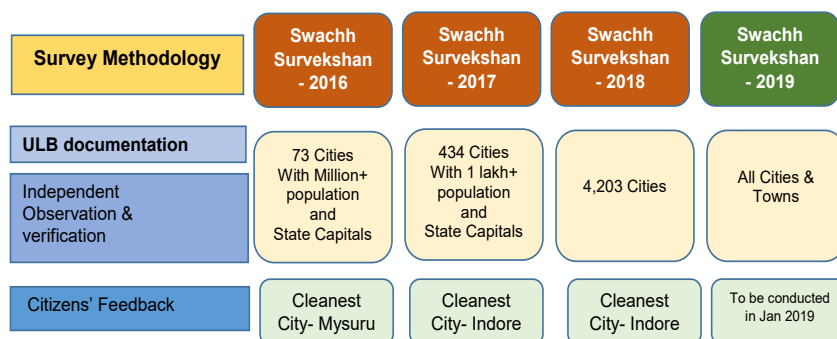 Survey Methodology
Swachh
Survekshan
- 2016
Swachh
Survekshan
- 2017
Swachh
Survekshan
- 2018
Swachh
Survekshan
- 2019
ULB documentation
Independent
Observation &
verification
73 Cities
With Million+
population
and
State Capitals
434 Cities
With 1 lakh+
population
and
State Capitals
4,203 Cities
All Cities &
Towns
Citizens' Feedback
Cleanest
City- Mysuru
Cleanest
City- Indore
Cleanest
City- Indore
To be conducted
in Jan 2019